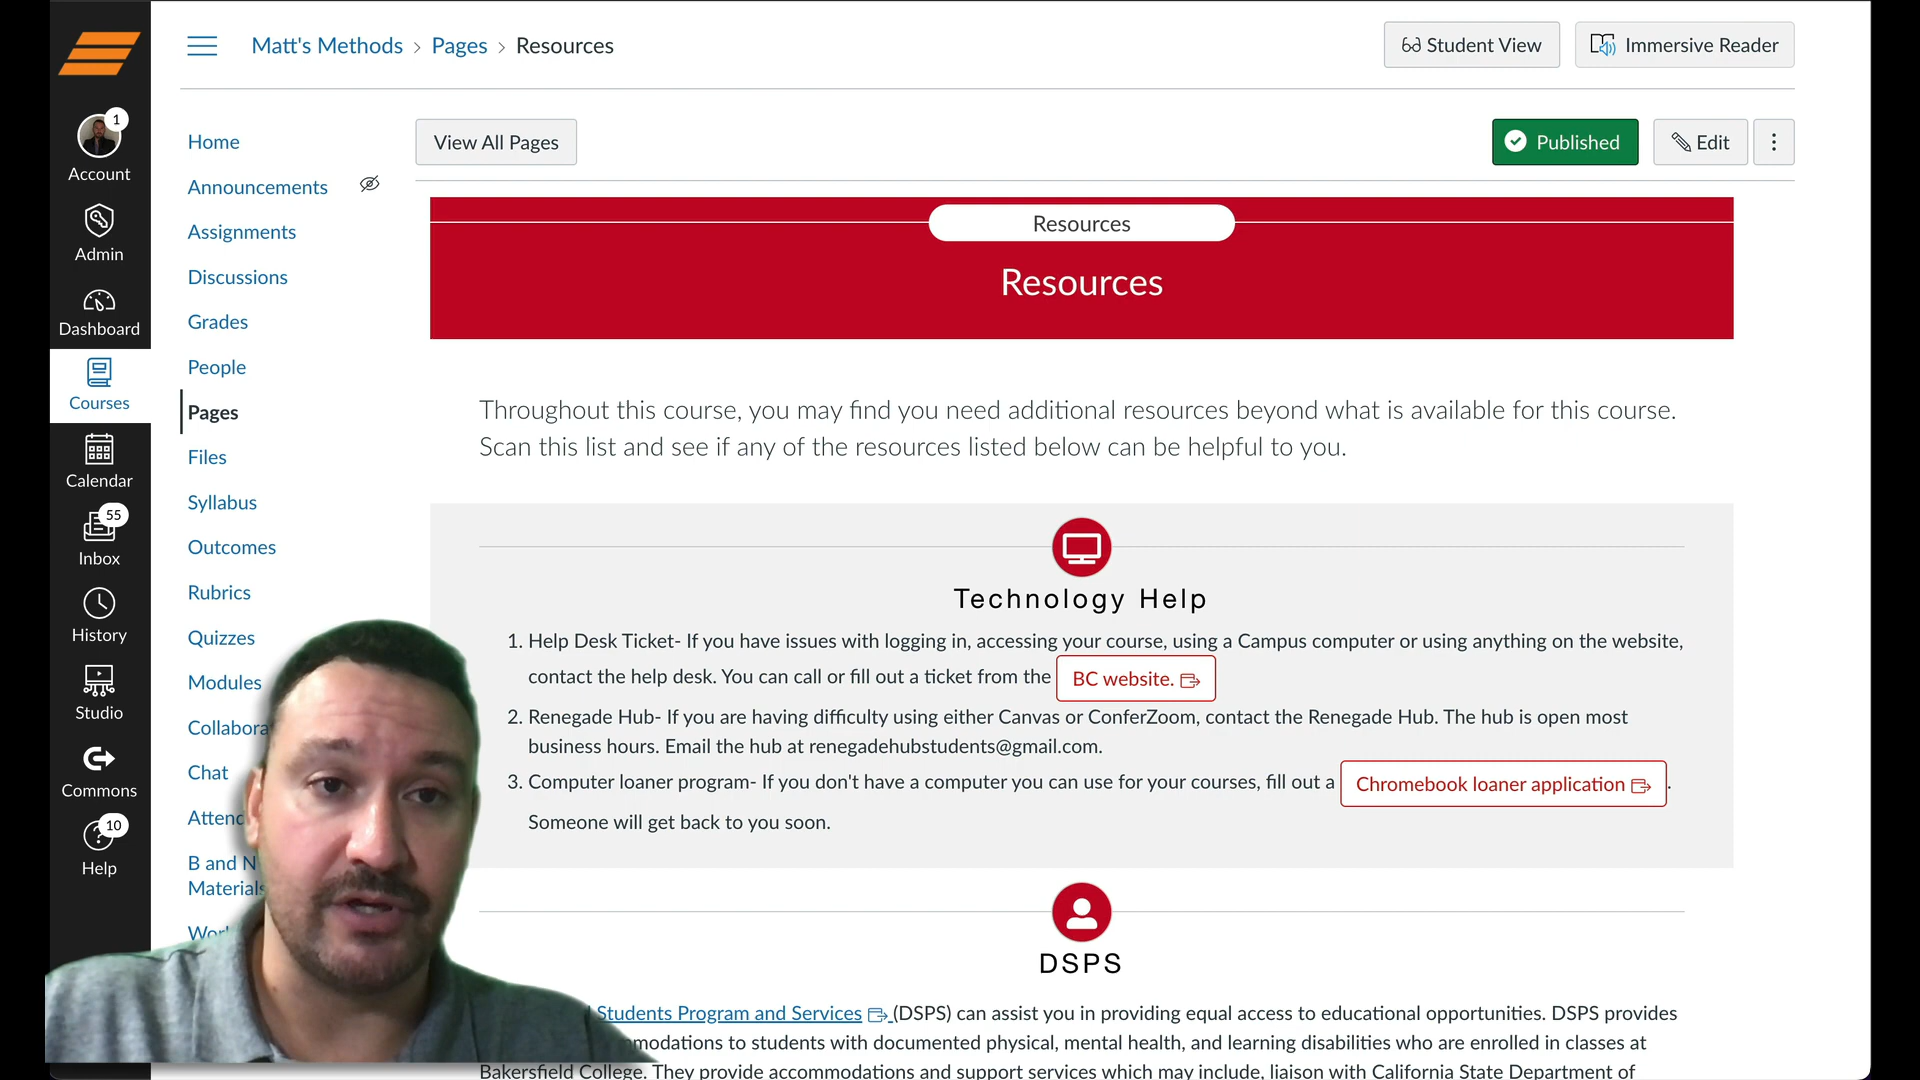 Matt's Methods > Pages > Resources
Student View
Immersive Reader
1
Account
Admin
Dashboard
Courses
Calendar
55
Inbox
History
Studio
Commons
10
Help
Home
Announcements
Assignments
Discussions
Grades
People
Pages
Files
Syllabus
Outcomes
Rubrics
Quizzes
Modules
Collabora
Chat
Attend
B and N
Materials
View All Pages
Published
Edit
Resources
Resources
Throughout this course, you may find you need additional resources beyond what is available for this course.
Scan this list and see if any of the resources listed below can be helpful to you.
Technology Help
1. Help Desk Ticket- If you have issues with logging in, accessing your course, using a Campus computer or using anything on the website,
contact the help desk. You can call or fill out a ticket from the BC website.
2. Renegade Hub- If you are having difficulty using either Canvas or ConferZoom, contact the Renegade Hub. The hub is open most
business hours. Email the hub at renegadehubstudents@gmail.com.
3. Computer loaner program- If you don't have a computer you can use for your courses, fill out a Chromebook loaner application.
Someone will get back to you soon.
DSPS
Students Program and Services (DSPS) can assist you in providing equal access to educational opportunities. DSPS provides
modations to students with documented physical, mental health, and learning disabilities who are enrolled in classes at
Bakersfield College. They provide accommodations and support services which may include, liaison with California State Department of